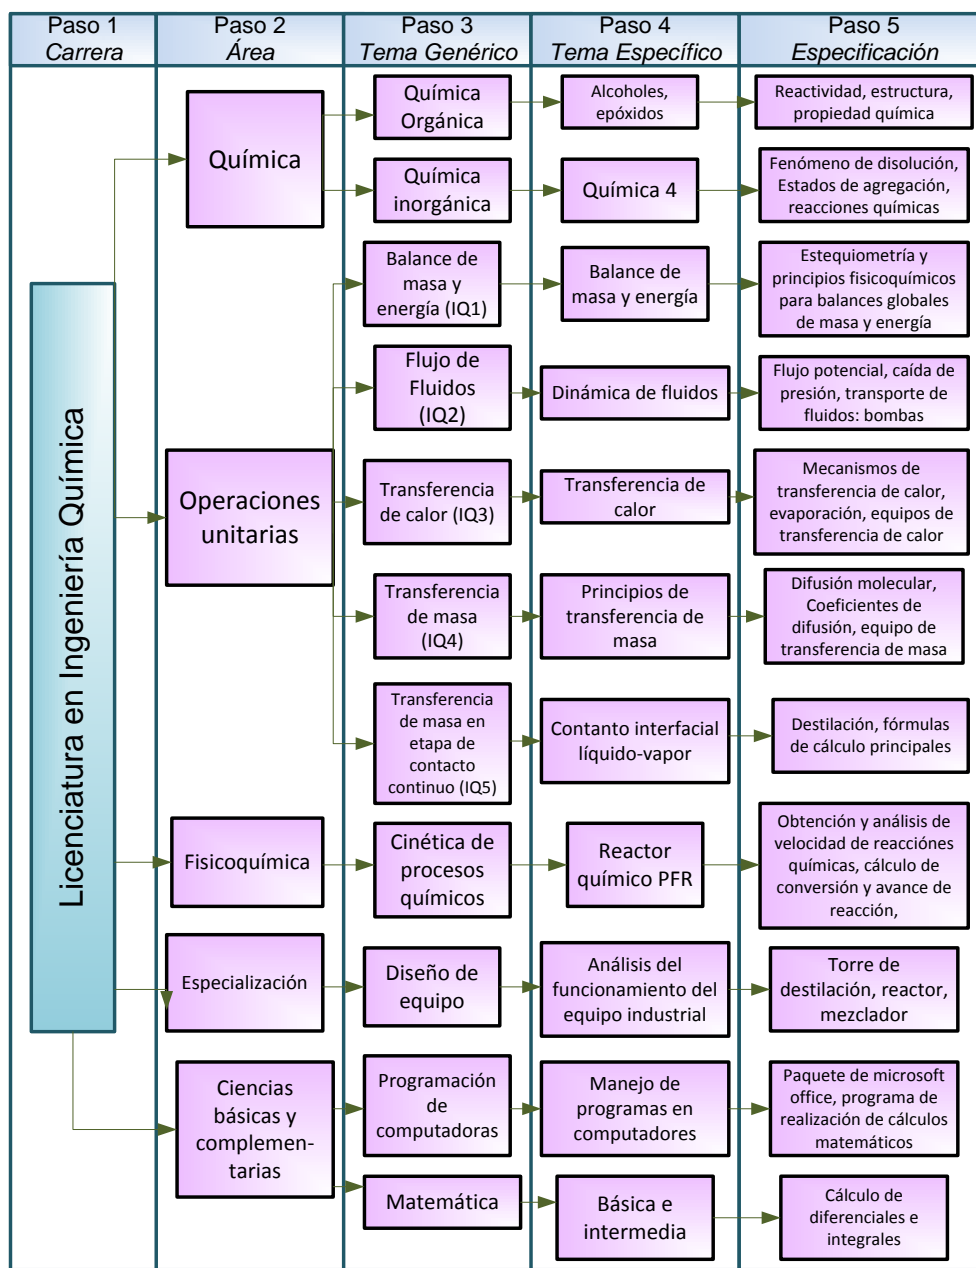 Paso 1
Carrera
Paso 2
Área
Paso 3
Tema Genérico
Paso 4
Tema Específico
Paso 5
Especificación
Licenciatura en Ingeniería Química
Química
Química
Orgánica
Alcoholes,
epóxidos
Reactividad, estructura,
propiedad química
Química
inorgánica
Química 4
Fenómeno de disolución,
Estados de agregación,
reacciones químicas
Operaciones
unitarias
Balance de
masa y
energía (IQ1)
Balance de
masa y energía
Estequiometría y
principios fisicoquímicos
para balances globales
de masa y energía
Flujo de
Fluidos
(IQ2)
Dinámica de fluidos
Flujo potencial, caída de
presión, transporte de
fluidos: bombas
Transferencia
de calor (IQ3)
Transferencia de
calor
Mecanismos de
transferencia de calor,
evaporación, equipos de
transferencia de calor
Transferencia
de masa
(IQ4)
Principios de
transferencia de
masa
Difusión molecular,
Coeficientes de
difusión, equipo de
transferencia de masa
Transferencia
de masa en
etapa de
contacto
continuo (IQ5)
Contanto interfacial
líquido-vapor
Destilación, fórmulas
de cálculo principales
Fisicoquímica
Cinética de
procesos
químicos
Reactor
químico PFR
Obtención y análisis de
velocidad de reacciónes
químicas, cálculo de
conversión y avance de
reacción,
Especialización
Diseño de
equipo
Análisis del
funcionamiento del
equipo industrial
Torre de
destilación, reactor,
mezclador
Ciencias
básicas y
complemen-
tarias
Programación
de
computadoras
Manejo de
programas en
computadores
Paquete de microsoft
office, programa de
realización de cálculos
matemáticos
Matemática
Básica e
intermedia
Cálculo de
diferenciales e
integrales